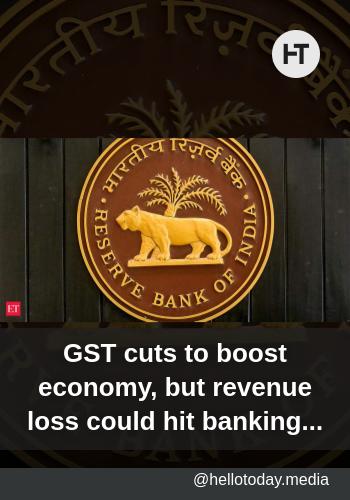 भारतीय रिज़र्व बैंक
HT
भारतीय रिज़र्व बैंक
RESERVE BANK OF INDIA
ET
GST cuts to boost
economy, but revenue
loss could hit banking...
@hellotoday.media